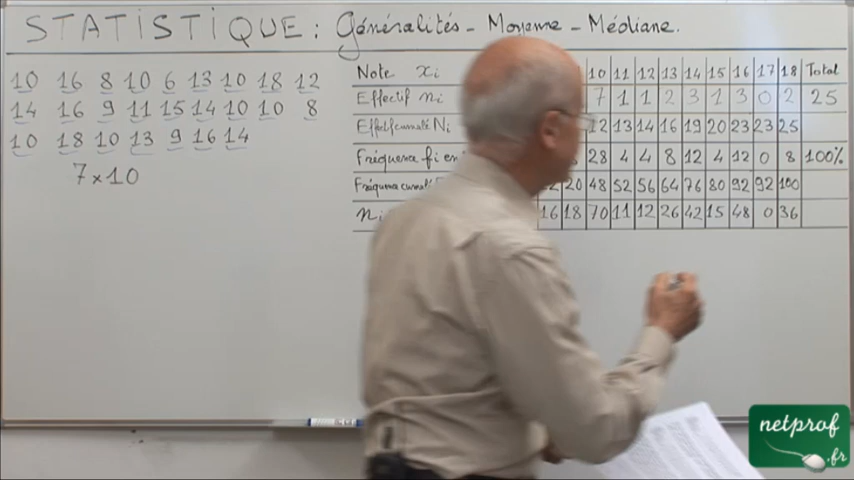 STATISTIQUE: Généralités - Moyenne - Médiane.
10 16 8 10 6 13 10 18 12
14 16 9 11 15 14 10 10 8
10 18 10 13 9 16 14
7×10
Note xi 10 11 12 13 14 15 16 17 18 Total
Effectif ni 7 1 1 2 3 1 3 0 2 25
Effectif cumulé Ni 12 13 14 16 19 20 23 23 25
Fréquence fi en 28 4 4 8 12 4 12 0 8 100%
Fréquence cumulée 20 48 52 56 64 76 80 92 92 100
ni 16 18 70 11 12 26 42 15 48 0 36
netprof
.fr